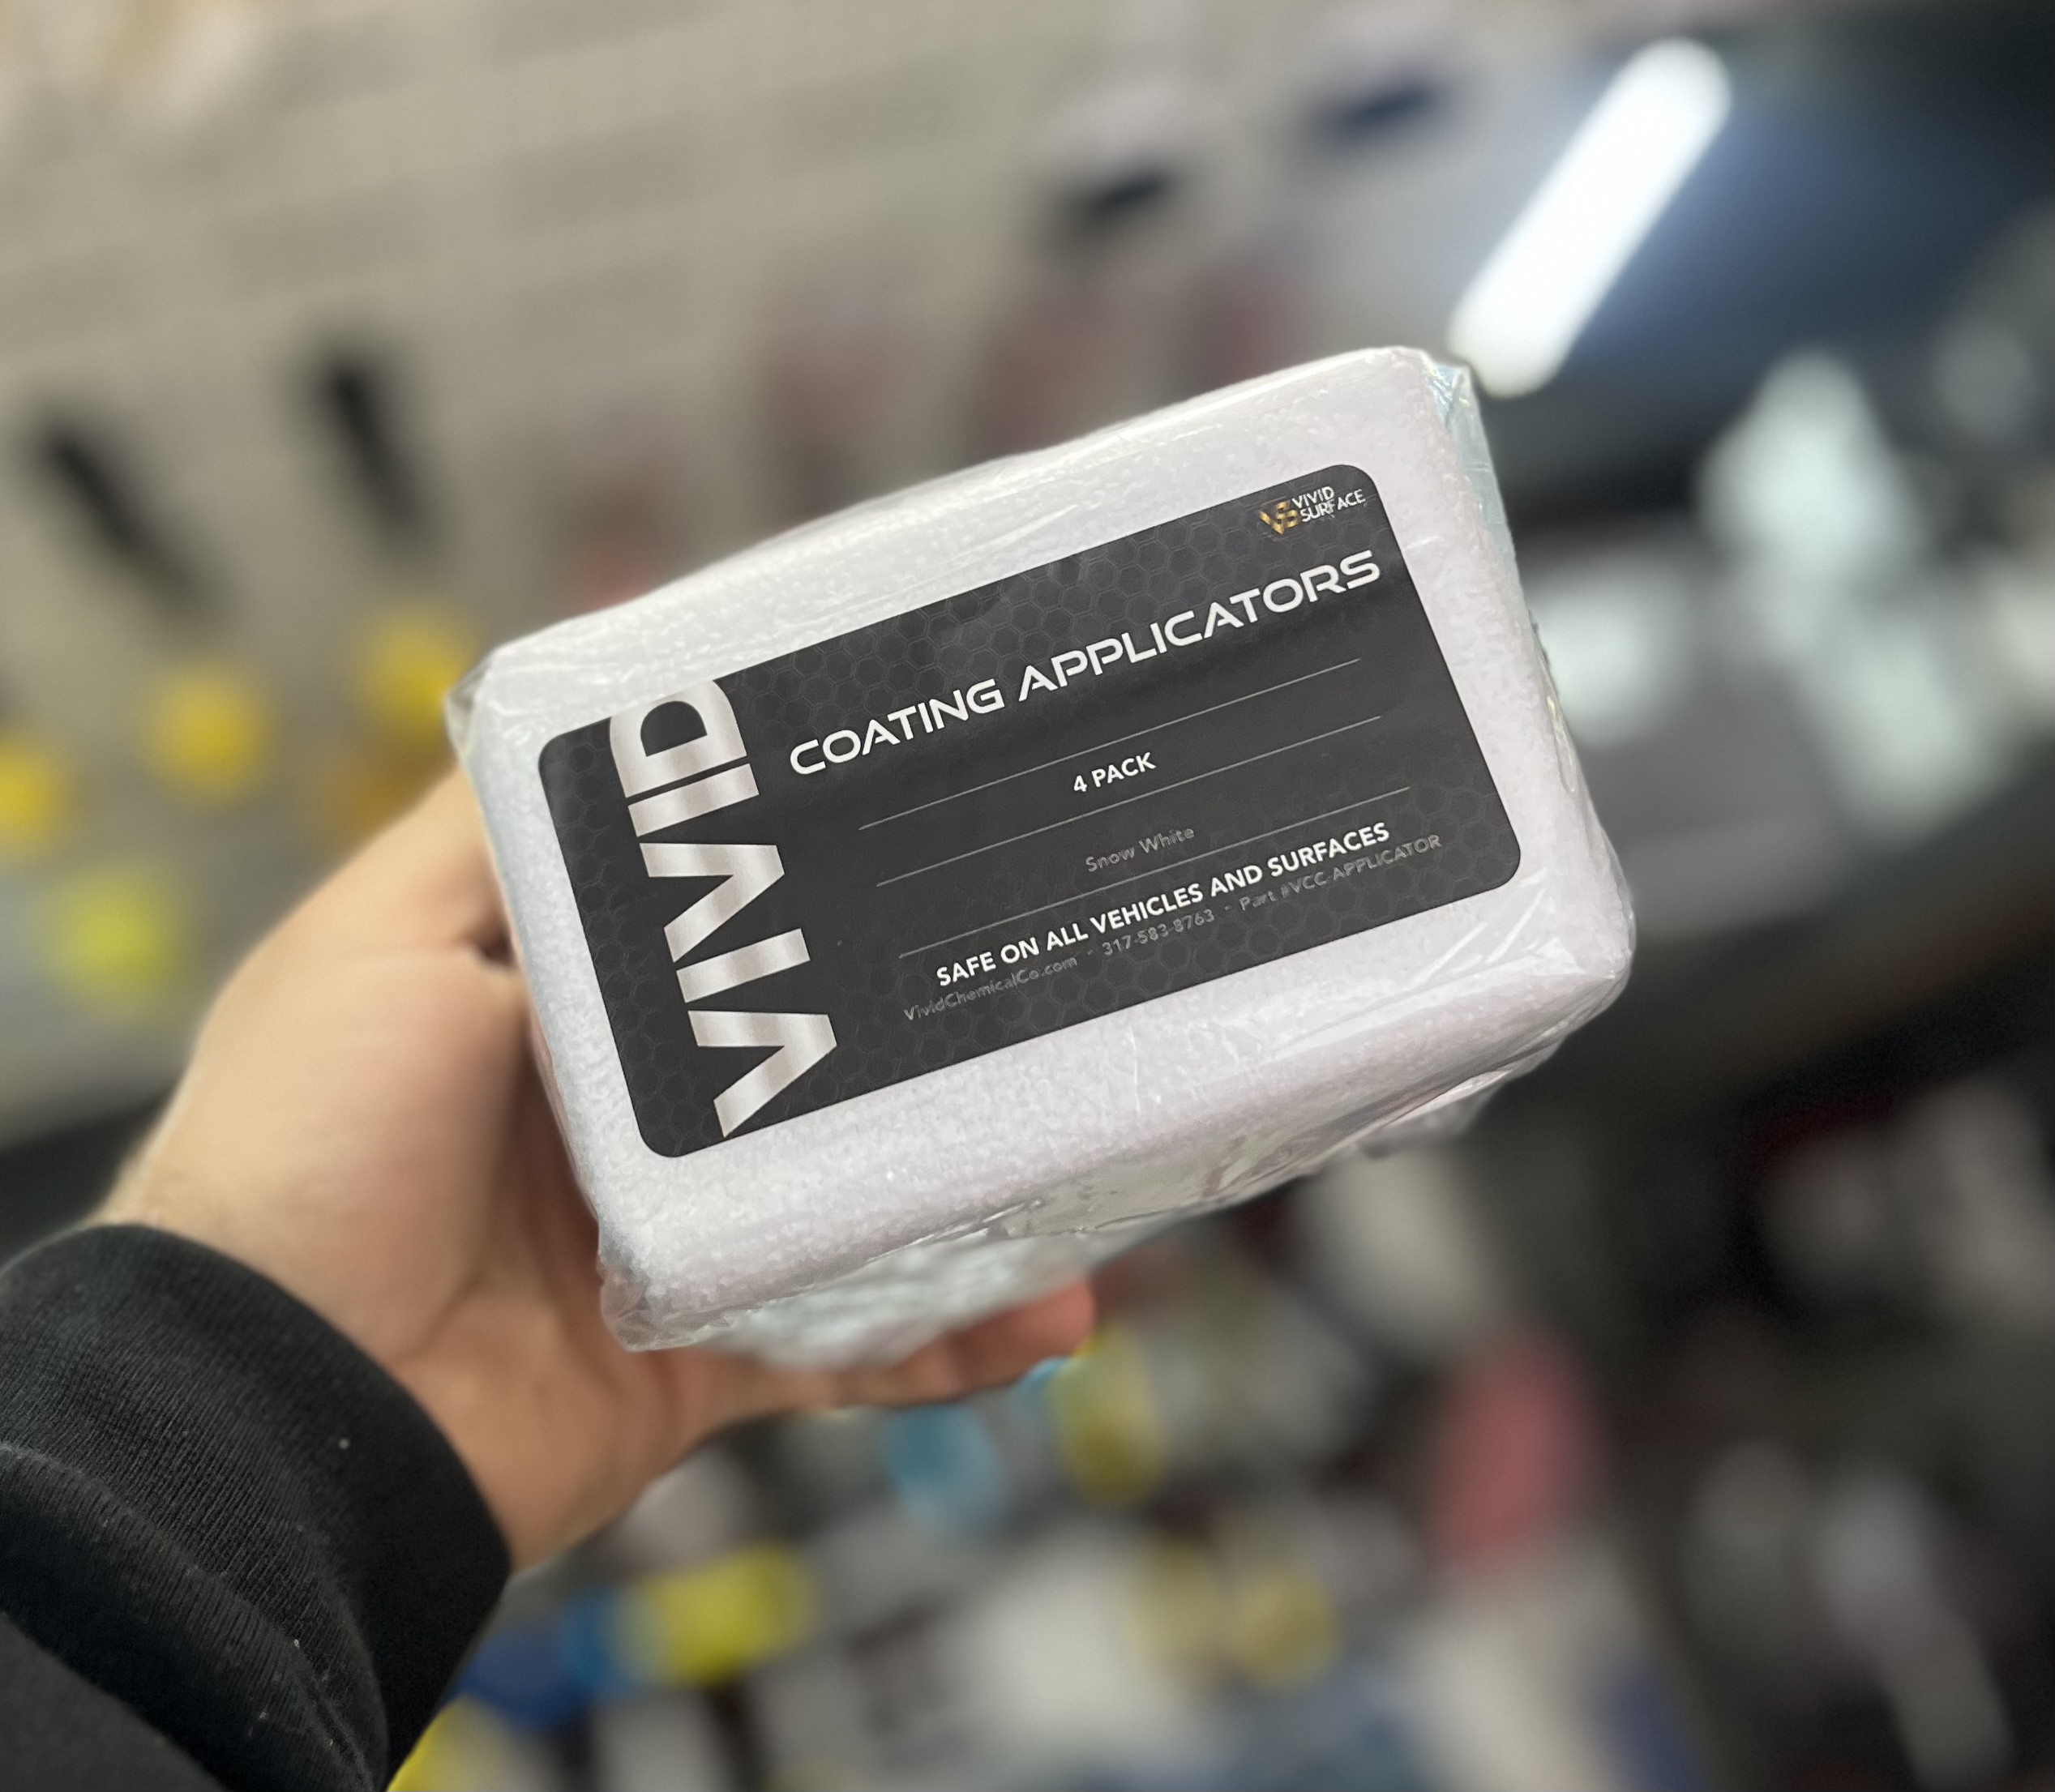 VIVID
VIVID
SURFACE
COATING APPLICATORS
4 PACK
Snow White
SAFE ON ALL VEHICLES AND SURFACES
VividChemicalCo.com - 317-583-8763 - Part #VCC-APPLICATOR